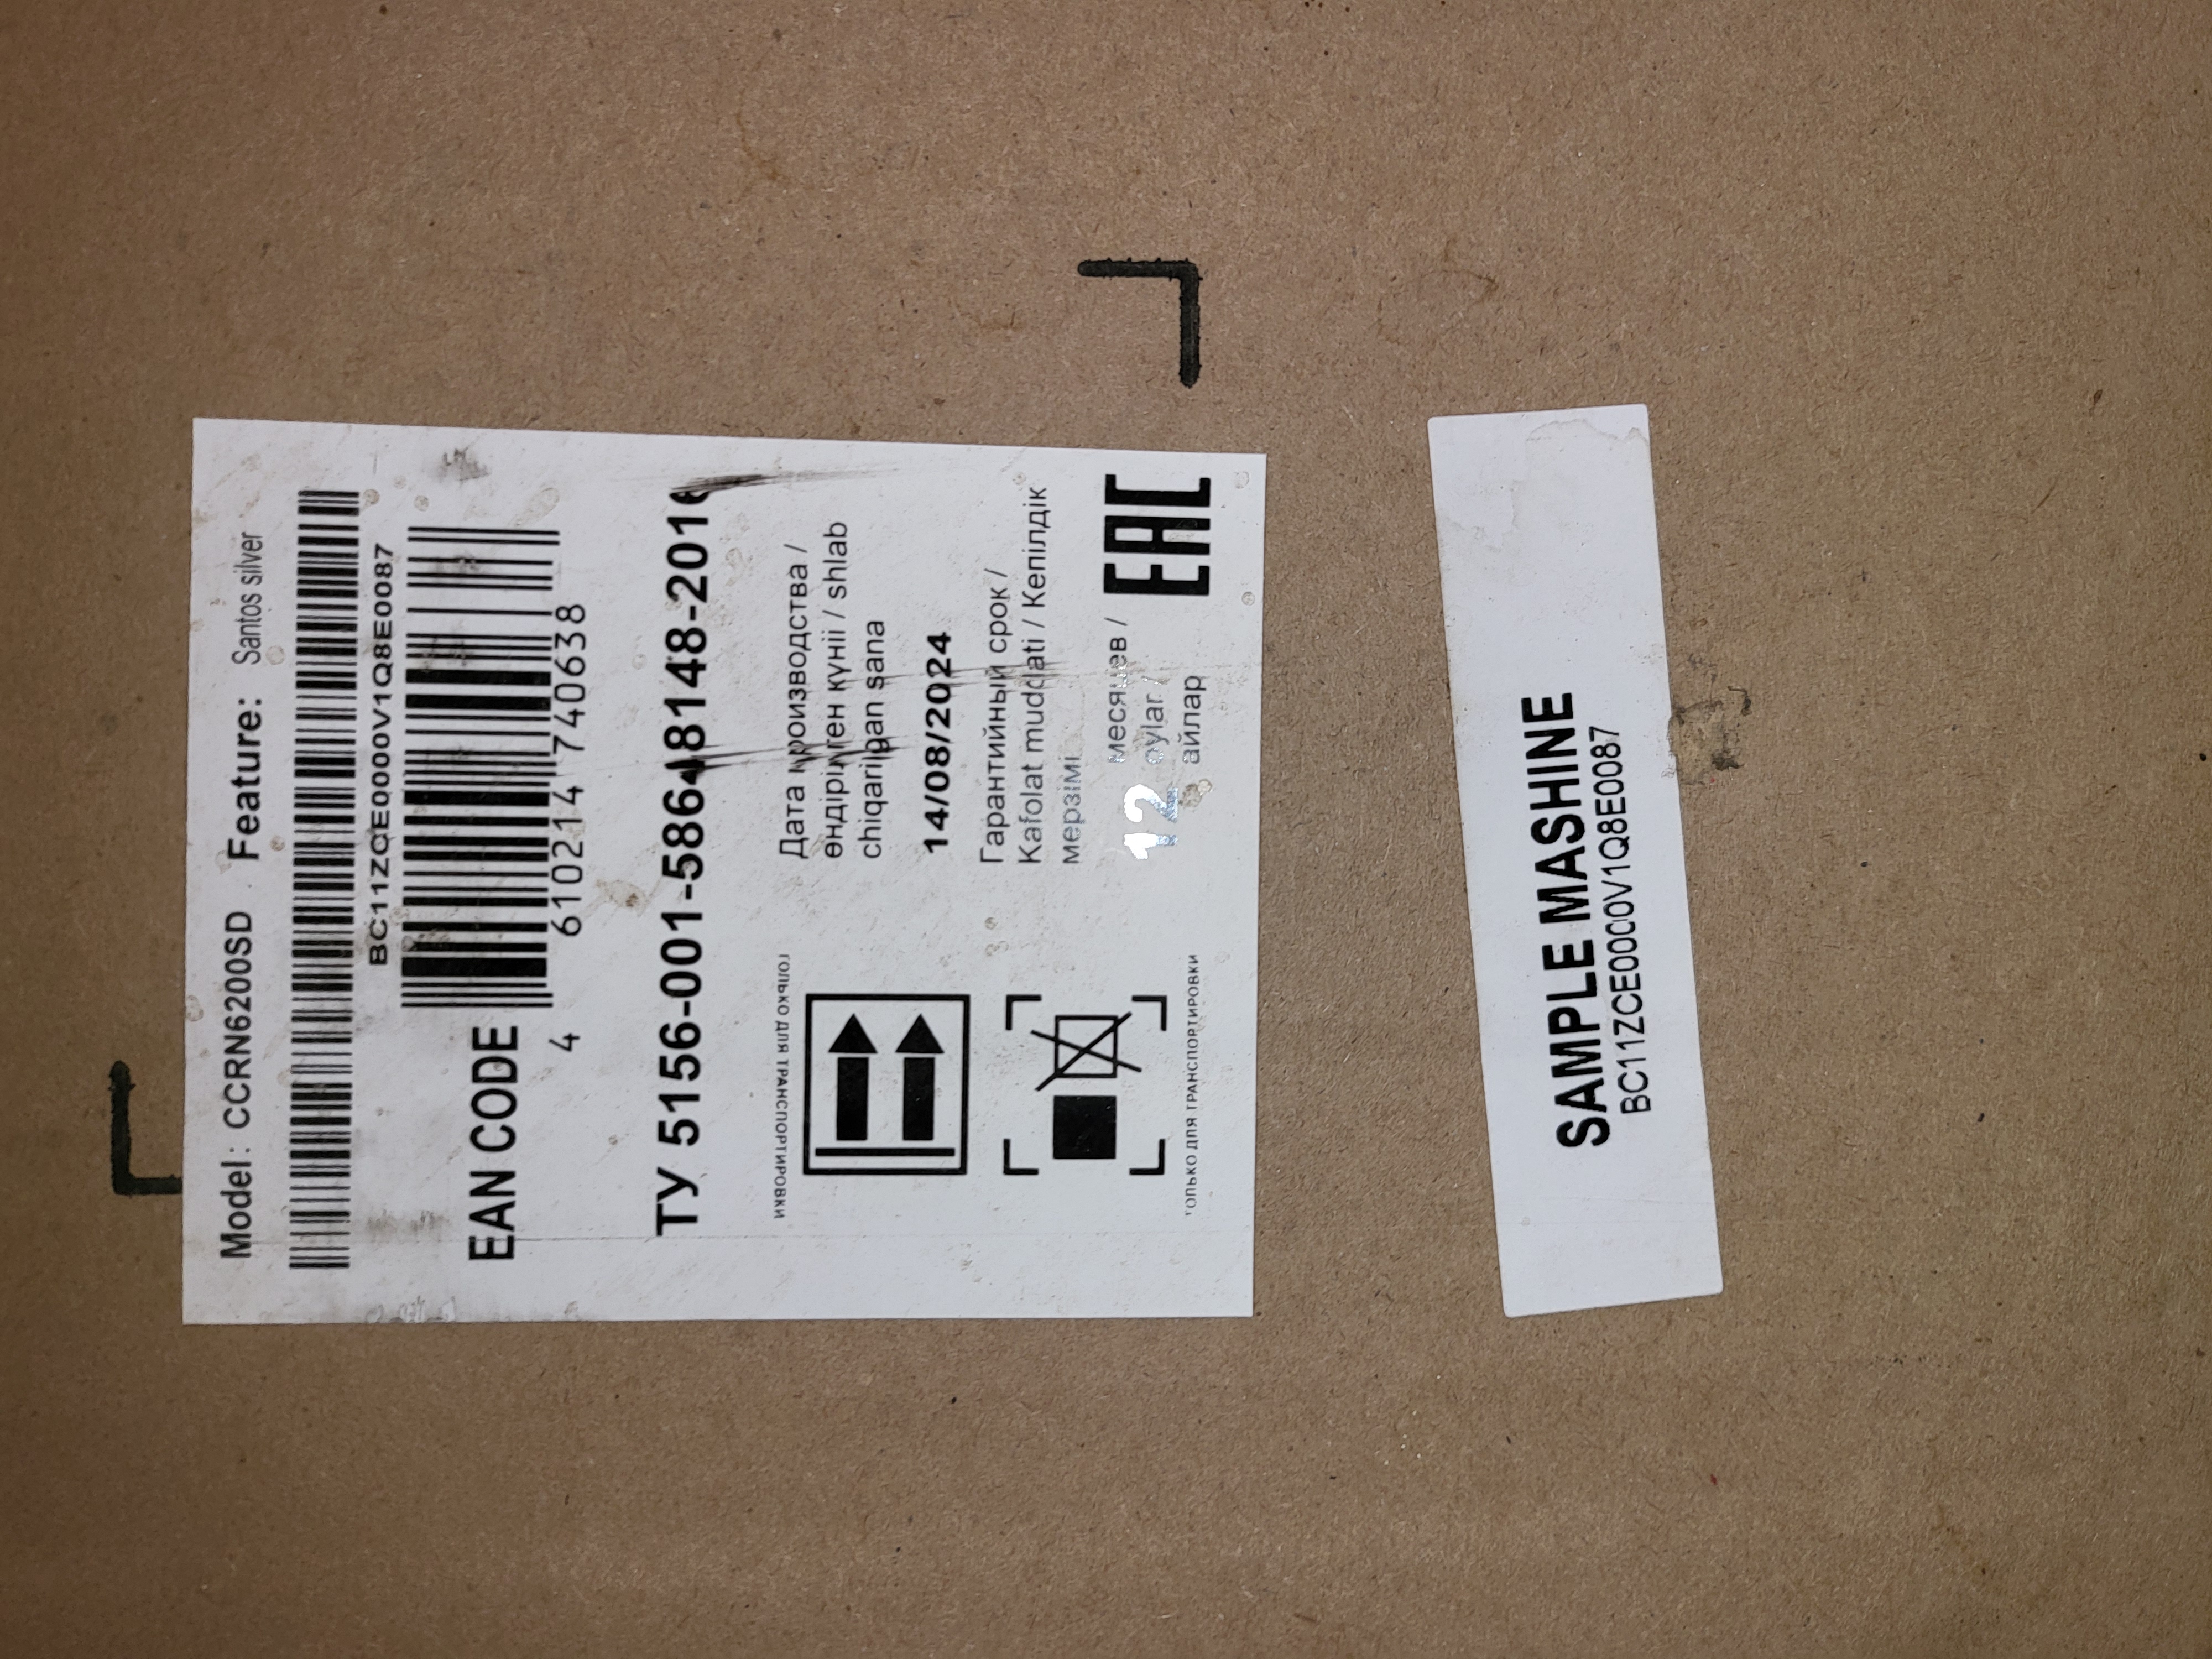 Model: CCRN6200SD Feature: Santos silver
BC11ZCE0000V1Q8E0087
EAN CODE
4 610214 740638
ТУ 5156-001-58648148-2016
ТОЛЬКО ДЛЯ ТРАНСПОРТИРОВКИ
Дата производства /
өндірілген күніі / shlab
chiqarilgan sana
14/08/2024
Гарантийный срок /
Kafolat muddati / Кепілдік
мерзімі
12 месяцев /
oylar /
айлар
EAC
ТОЛЬКО ДЛЯ ТРАНСПОРТИРОВКИ
SAMPLE MASHINE
BC11ZCE0000V1Q8E0087